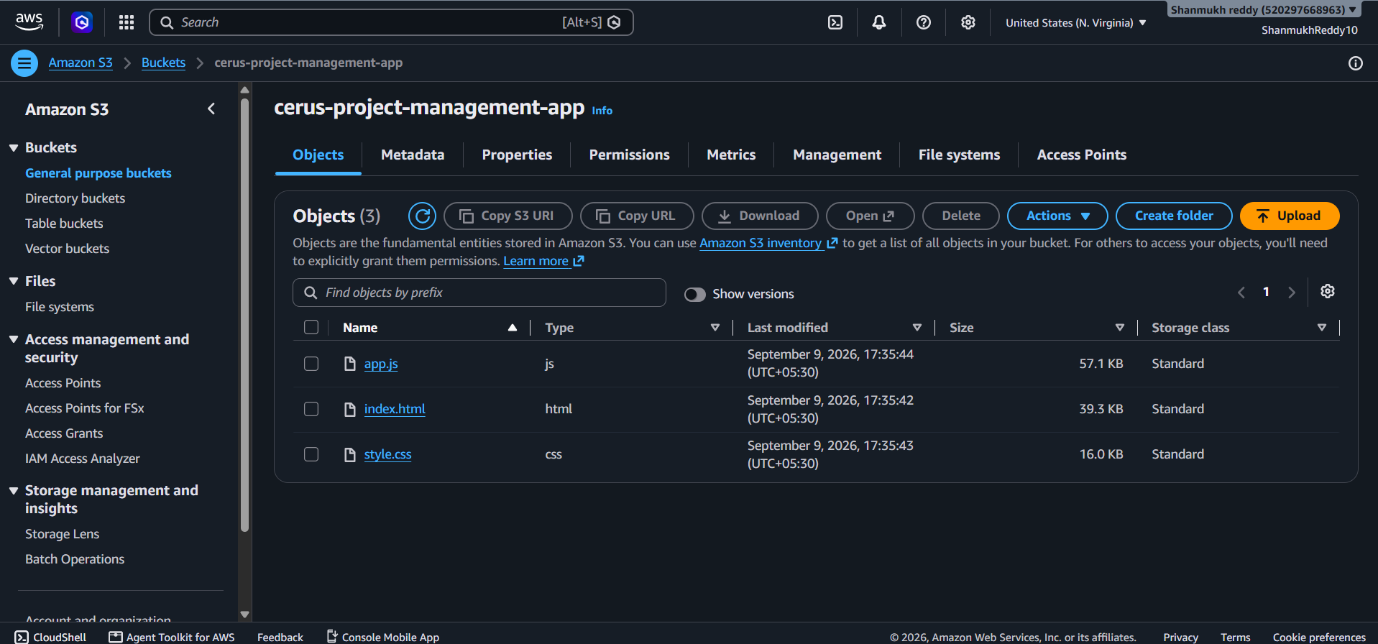 aws
Search [Alt+S]
United States (N. Virginia) ▼
Shanmukh reddy (520297668963) ▼
ShanmukhReddy10
Amazon S3 > Buckets > cerus-project-management-app
Amazon S3
Buckets
General purpose buckets
Directory buckets
Table buckets
Vector buckets
Files
File systems
Access management and
security
Access Points
Access Points for FSx
Access Grants
IAM Access Analyzer
Storage management and
insights
Storage Lens
Batch Operations
Account and organization
cerus-project-management-app Info
Objects Metadata Properties Permissions Metrics Management File systems Access Points
Objects (3) Copy S3 URI Copy URL Download Open Delete Actions ▼ Create folder Upload
Objects are the fundamental entities stored in Amazon S3. You can use Amazon S3 inventory to get a list of all objects in your bucket. For others to access your objects, you'll need
to explicitly grant them permissions. Learn more
Find objects by prefix Show versions 1
Name Type Last modified Size Storage class
app.js js September 9, 2026, 17:35:44 57.1 KB Standard
(UTC+05:30)
index.html html September 9, 2026, 17:35:42 39.3 KB Standard
(UTC+05:30)
style.css css September 9, 2026, 17:35:43 16.0 KB Standard
(UTC+05:30)
CloudShell Agent Toolkit for AWS Feedback Console Mobile App © 2026, Amazon Web Services, Inc. or its affiliates. Privacy Terms Cookie preferences